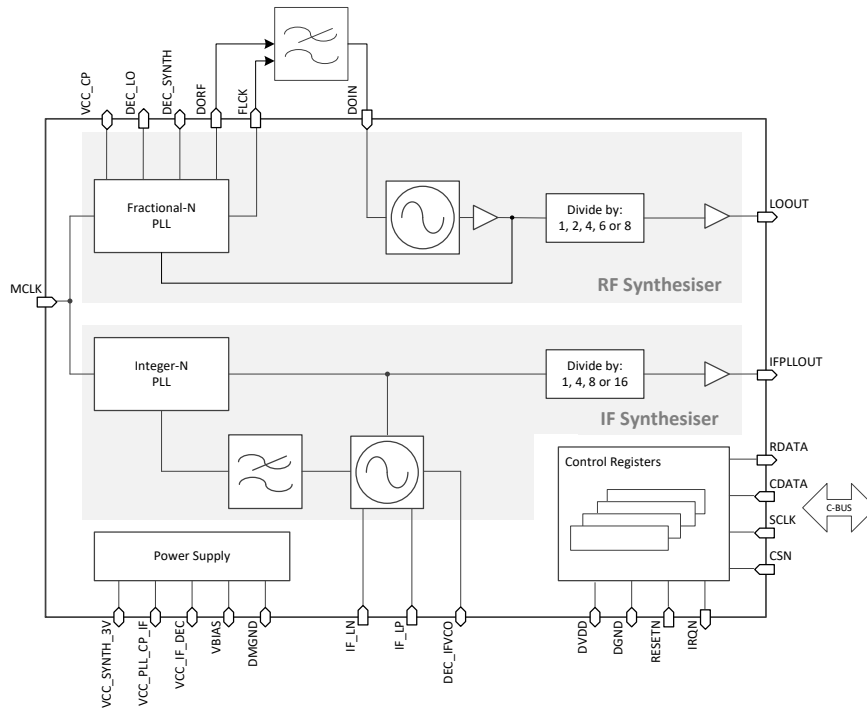 VCC_CP
DEC_LO
DEC_SYNTH
DORF
FLCK
DOIN
Fractional-N
PLL
Divide by:
1, 2, 4, 6 or 8
LOOUT
RF Synthesiser
MCLK
Integer-N
PLL
Divide by:
1, 4, 8 or 16
IFPLLOUT
IF Synthesiser
Control Registers
RDATA
CDATA
C-BUS
SCLK
CSN
Power Supply
VCC_SYNTH_3V
VCC_PLL_CP_IF
VCC_IF_DEC
VBIAS
DMGND
IF_LN
IF_LP
DEC_IFVCO
DVDD
DGND
RESETN
IRQN